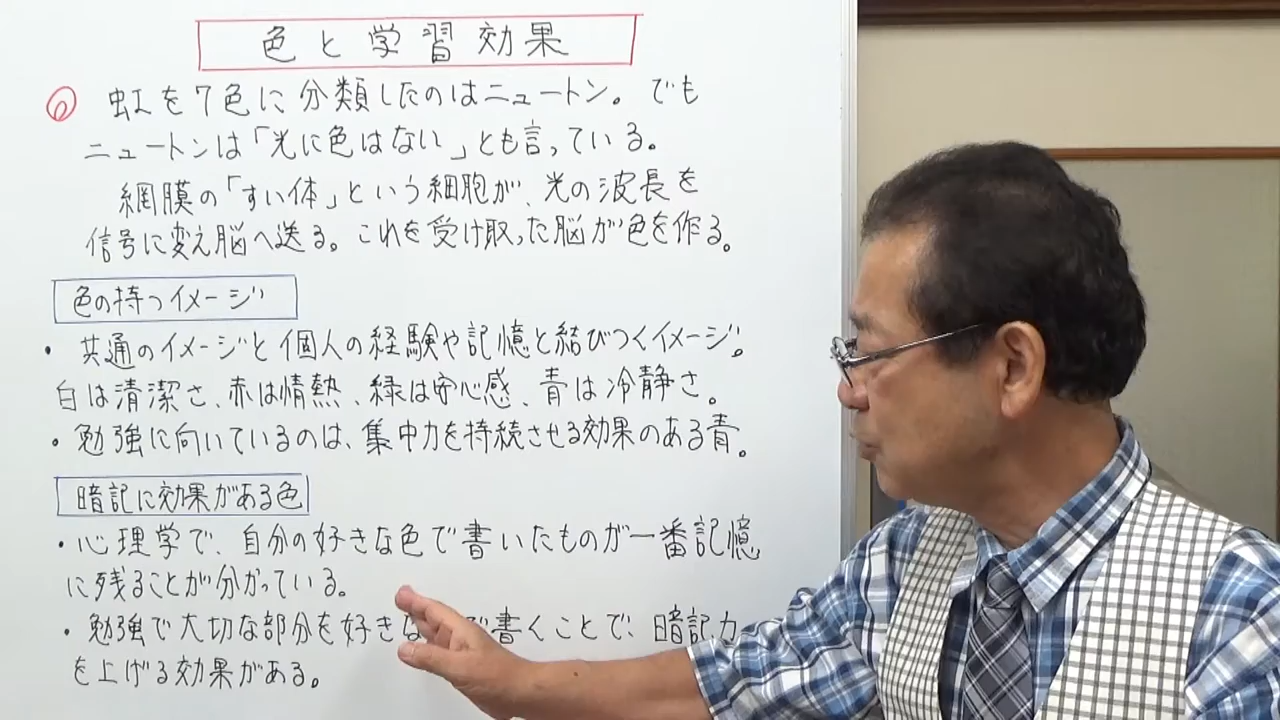 色と学習効果
⑥ 虹を7色に分類したのはニュートン。でも
ニュートンは「光に色はない」とも言っている。
網膜の「すい体」という細胞が、光の波長を
信号に変え脳へ送る。これを受け取った脳が色を作る。
色の持つイメージ
・共通のイメージと個人の経験や記憶と結びつくイメージ。
白は清潔さ、赤は情熱、緑は安心感、青は冷静さ。
・勉強に向いているのは、集中力を持続させる効果のある青。
暗記に効果がある色
・心理学で、自分の好きな色で書いたものが一番記憶
に残ることが分かっている。
・勉強で大切な部分を好きな で書くことで、暗記力
を上げる効果がある。